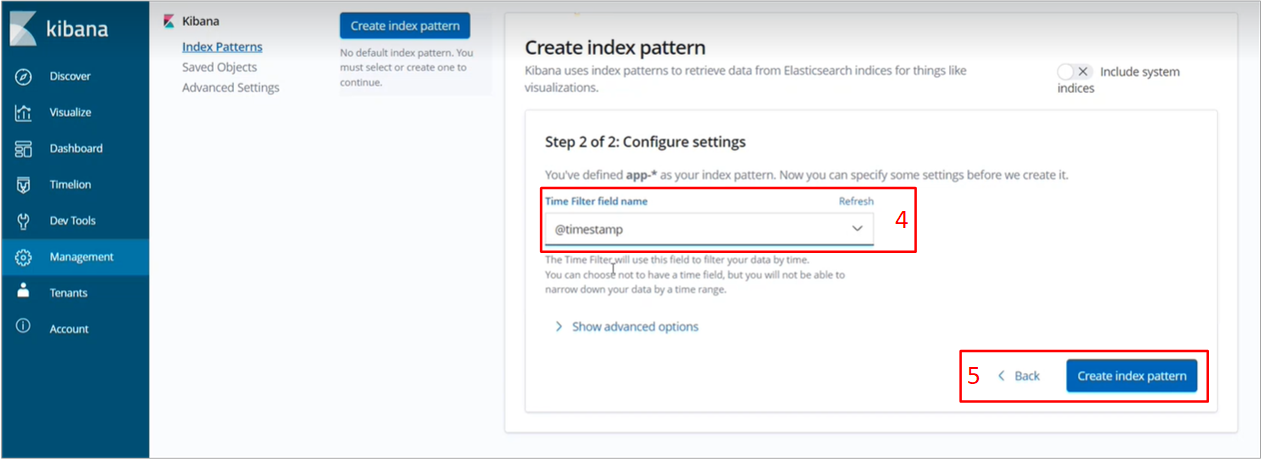 kibana
Discover
Visualize
Dashboard
Timelion
Dev Tools
Management
Tenants
Account
Kibana
Index Patterns
Saved Objects
Advanced Settings
Create index pattern
No default index pattern. You
must select or create one to
continue.
Create index pattern
Kibana uses index patterns to retrieve data from Elasticsearch indices for things like
visualizations.
Include system
indices
Step 2 of 2: Configure settings
You've defined app-* as your index pattern. Now you can specify some settings before we create it.
Time Filter field name Refresh
@timestamp
4
The Time Filter will use this field to filter your data by time.
You can choose not to have a time field, but you will not be able to
narrow down your data by a time range.
Show advanced options
5 Back Create index pattern